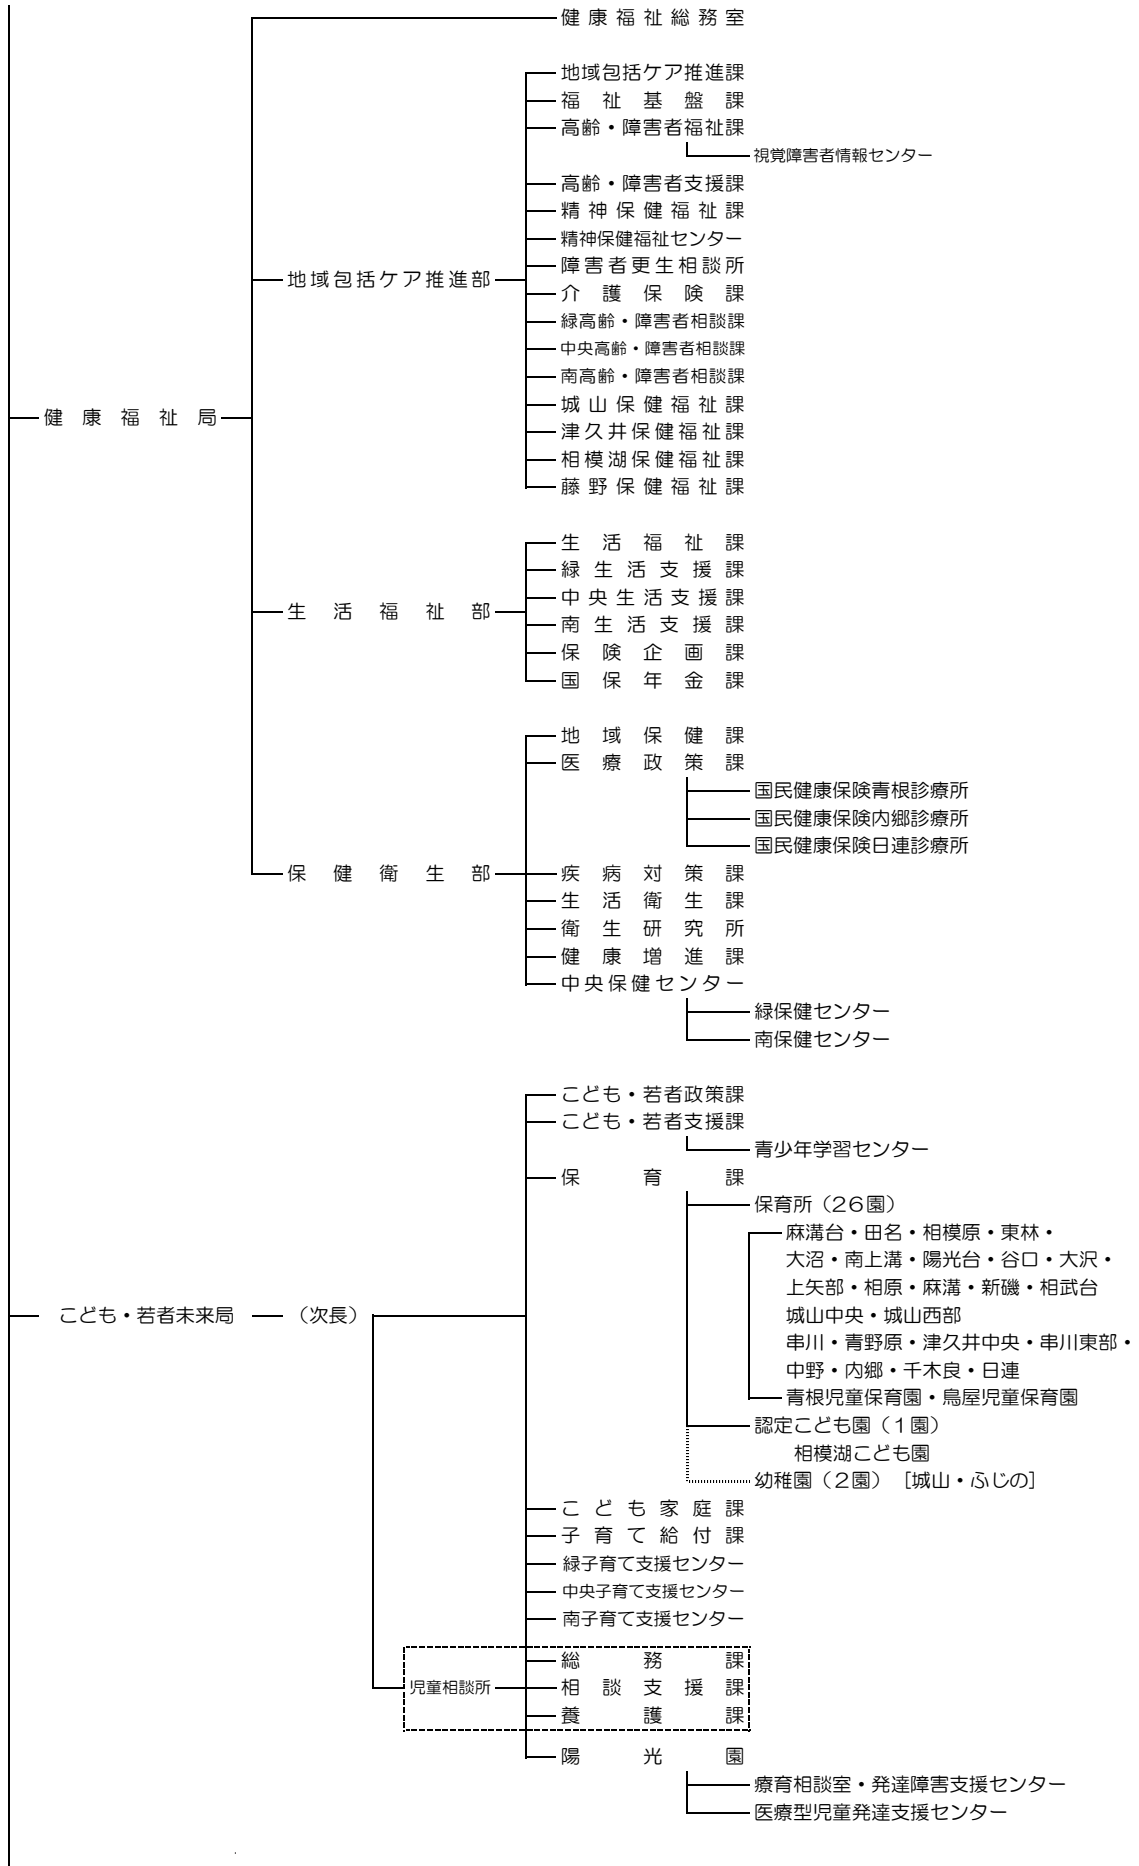 健康福祉総務室
地域包括ケア推進課
福祉基盤課
高齢・障害者福祉課
視覚障害者情報センター
高齢・障害者支援課
精神保健福祉課
精神保健福祉センター
障害者更生相談所
地域包括ケア推進部
介護保険課
緑高齢・障害者相談課
中央高齢・障害者相談課
南高齢・障害者相談課
城山保健福祉課
健康福祉局
津久井保健福祉課
相模湖保健福祉課
藤野保健福祉課
生活福祉課
緑生活支援課
中央生活支援課
生活福祉部
南生活支援課
保険企画課
国保年金課
地域保健課
医療政策課
国民健康保険青根診療所
国民健康保険内郷診療所
国民健康保険日連診療所
保健衛生部
疾病対策課
生活衛生課
衛生研究所
健康増進課
中央保健センター
緑保健センター
南保健センター
こども・若者政策課
こども・若者支援課
青少年学習センター
保育課
保育所（26園）
麻溝台・田名・相模原・東林・
大沼・南上溝・陽光台・谷口・大沢・
上矢部・相原・麻溝・新磯・相武台
城山中央・城山西部
こども・若者未来局
（次長）
串川・青野原・津久井中央・串川東部・
中野・内郷・千木良・日連
青根児童保育園・鳥屋児童保育園
認定こども園（1園）
相模湖こども園
幼稚園（2園）［城山・ふじの］
こども家庭課
子育て給付課
緑子育て支援センター
中央子育て支援センター
南子育て支援センター
総務課
児童相談所
相談支援課
養護課
陽光園
療育相談室・発達障害支援センター
医療型児童発達支援センター